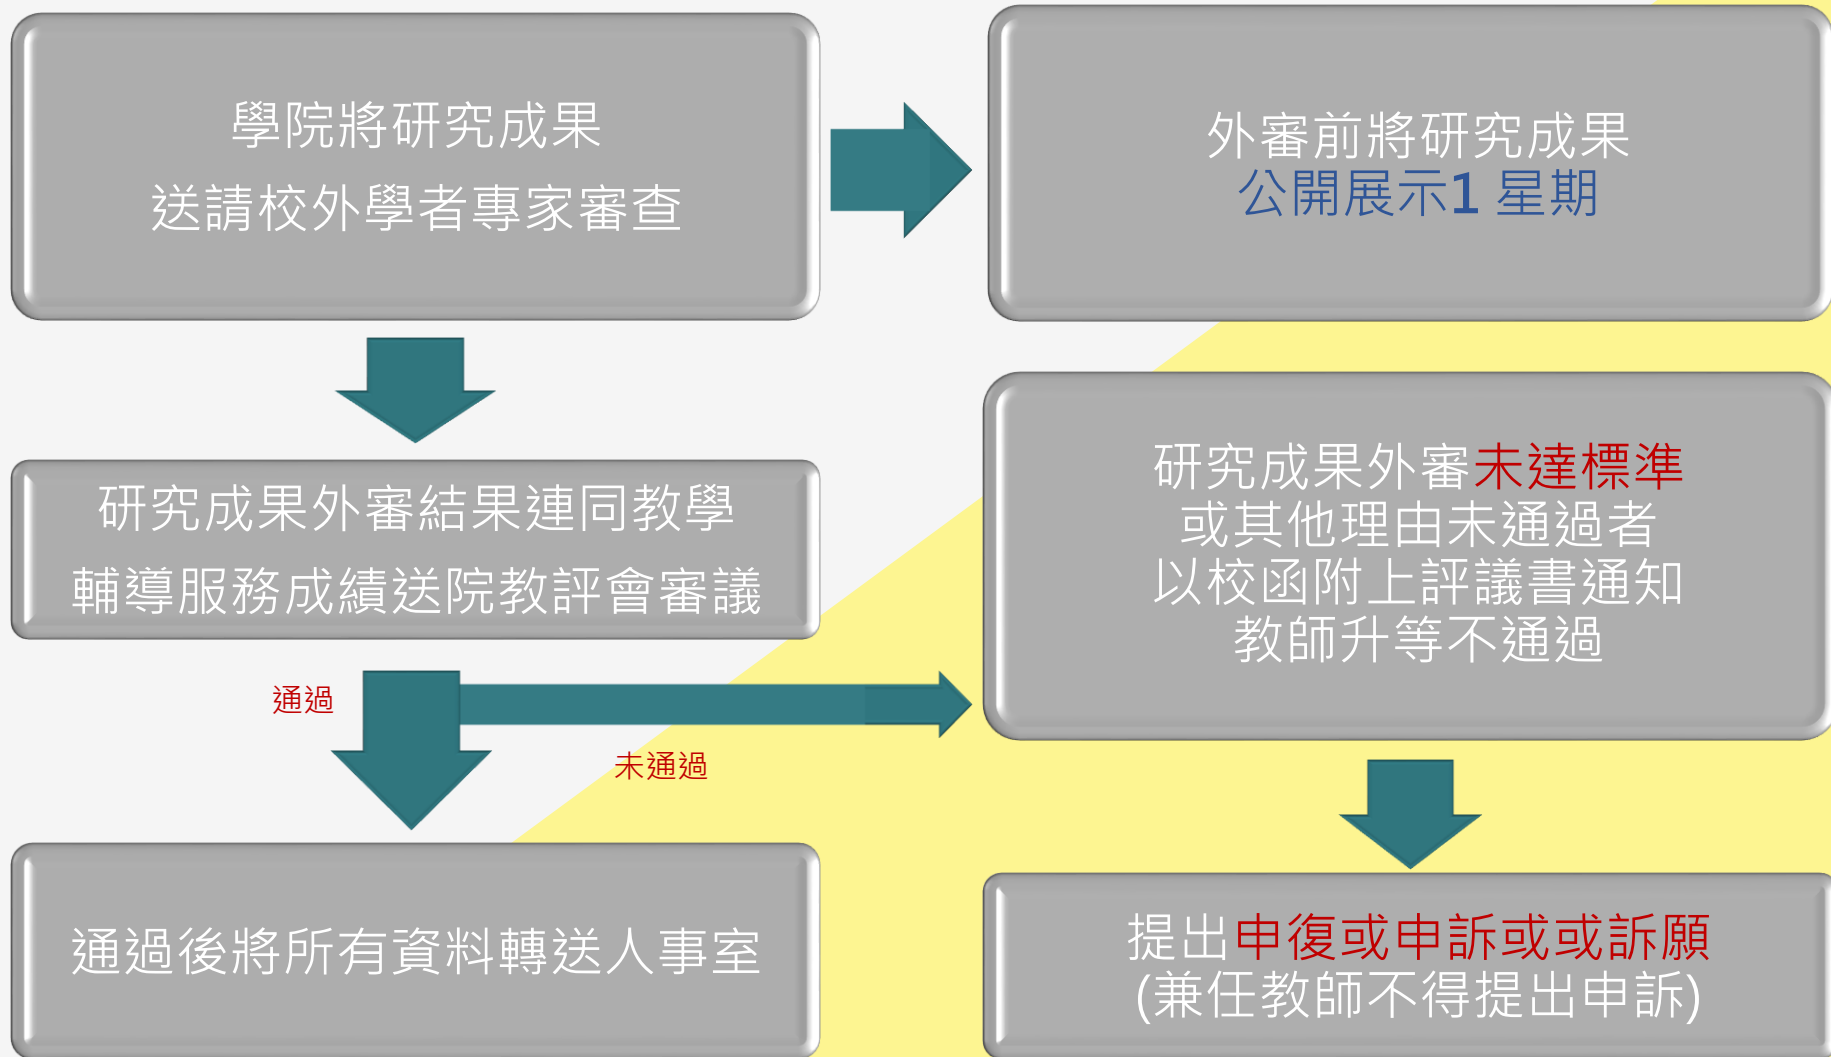 學院將研究成果
送請校外學者專家審查
外審前將研究成果
公開展示1 星期
研究成果外審結果連同教學
輔導服務成績送院教評會審議
研究成果外審未達標準
或其他理由未通過者
以校函附上評議書通知
教師升等不通過
通過
未通過
通過後將所有資料轉送人事室
提出申復或申訴或或訴願
(兼任教師不得提出申訴)